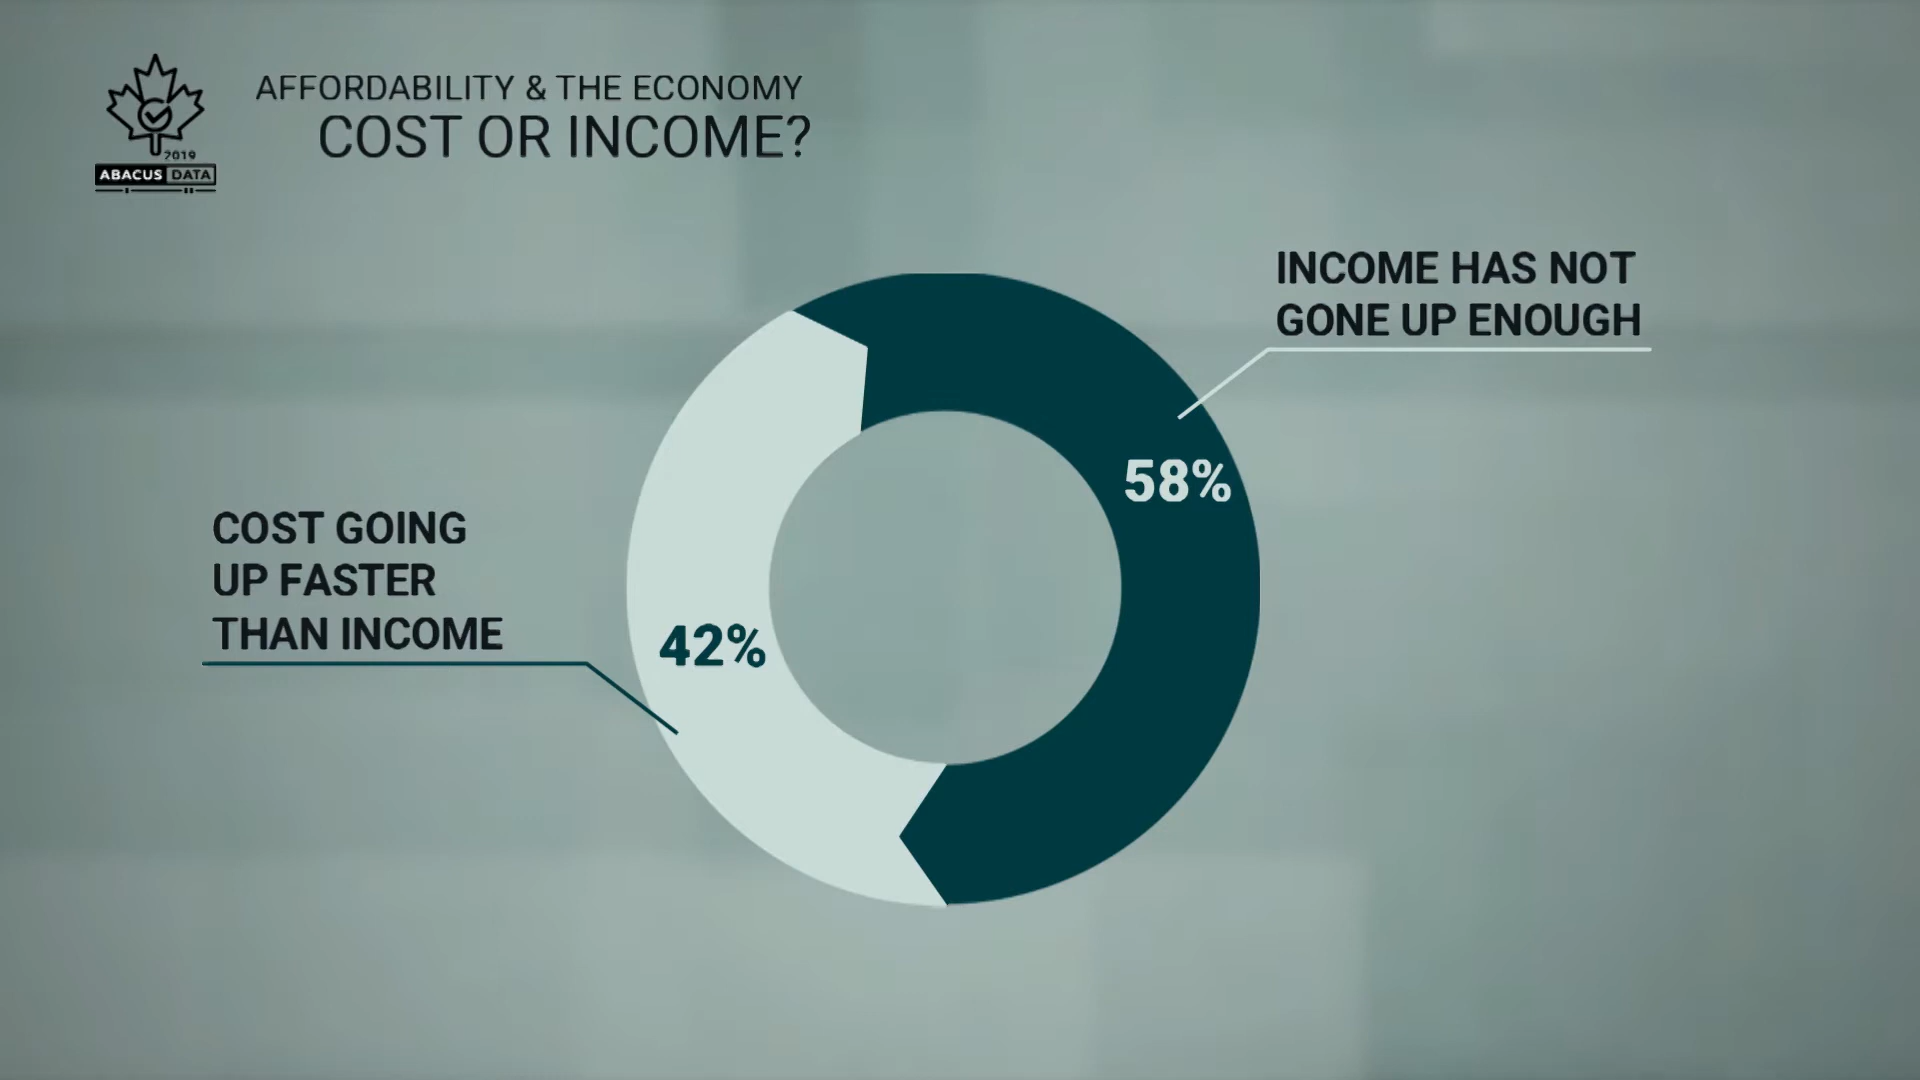 AFFORDABILITY & THE ECONOMY
COST OR INCOME?
2019
ABACUS DATA
INCOME HAS NOT
GONE UP ENOUGH
58%
COST GOING
UP FASTER
THAN INCOME
42%